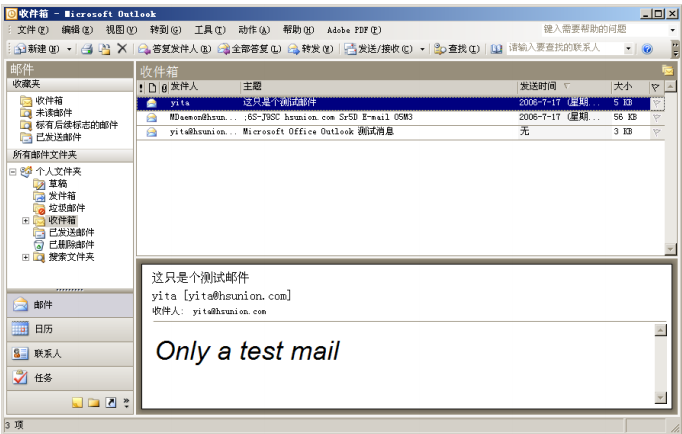 收件箱 - Microsoft Outlook
文件(F) 编辑(E) 视图(V) 转到(G) 工具(T) 动作(A) 帮助(H) Adobe PDF(P) 键入需要帮助的问题
新建(N) 答复发件人(R) 全部答复(L) 转发(W) 发送/接收(C) 查找(I) 请输入要查找的联系人
邮件
收藏夹
收件箱
未读邮件
标有后续标志的邮件
已发送邮件
所有邮件文件夹
个人文件夹
草稿
发件箱
垃圾邮件
收件箱
已发送邮件
已删除邮件
搜索文件夹
邮件
日历
联系人
任务
收件箱
发件人 主题 发送时间 大小
yita 这只是个测试邮件 2006-7-17 (星期... 5 KB
MDaemon@hsun... 2006-7-17 (星期... 56 KB
yita@hsunion... Microsoft Office Outlook 测试消息 无 3 KB
这只是个测试邮件
yita [yita@hsunion.com]
收件人: yita@hsunion.com
Only a test mail
3 项